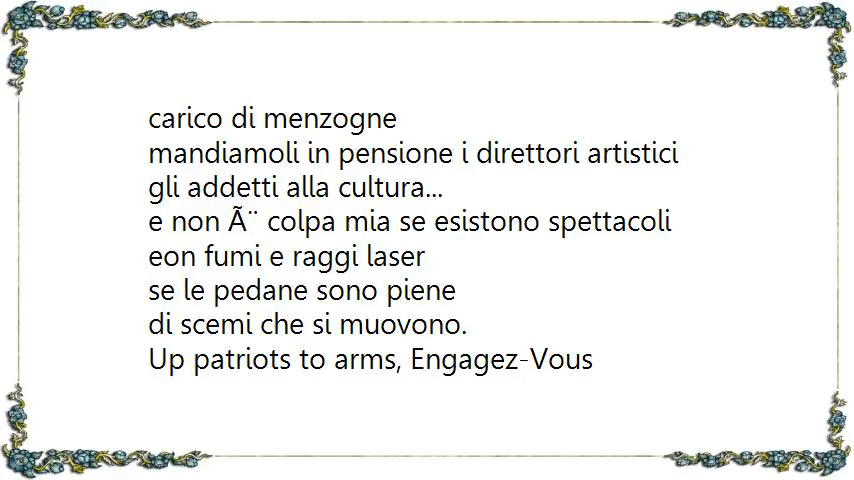 carico di menzogne
mandiamoli in pensione i direttori artistici
gli addetti alla cultura...
e non Ã¨ colpa mia se esistono spettacoli
eon fumi e raggi laser
se le pedane sono piene
di scemi che si muovono.
Up patriots to arms, Engagez-Vous